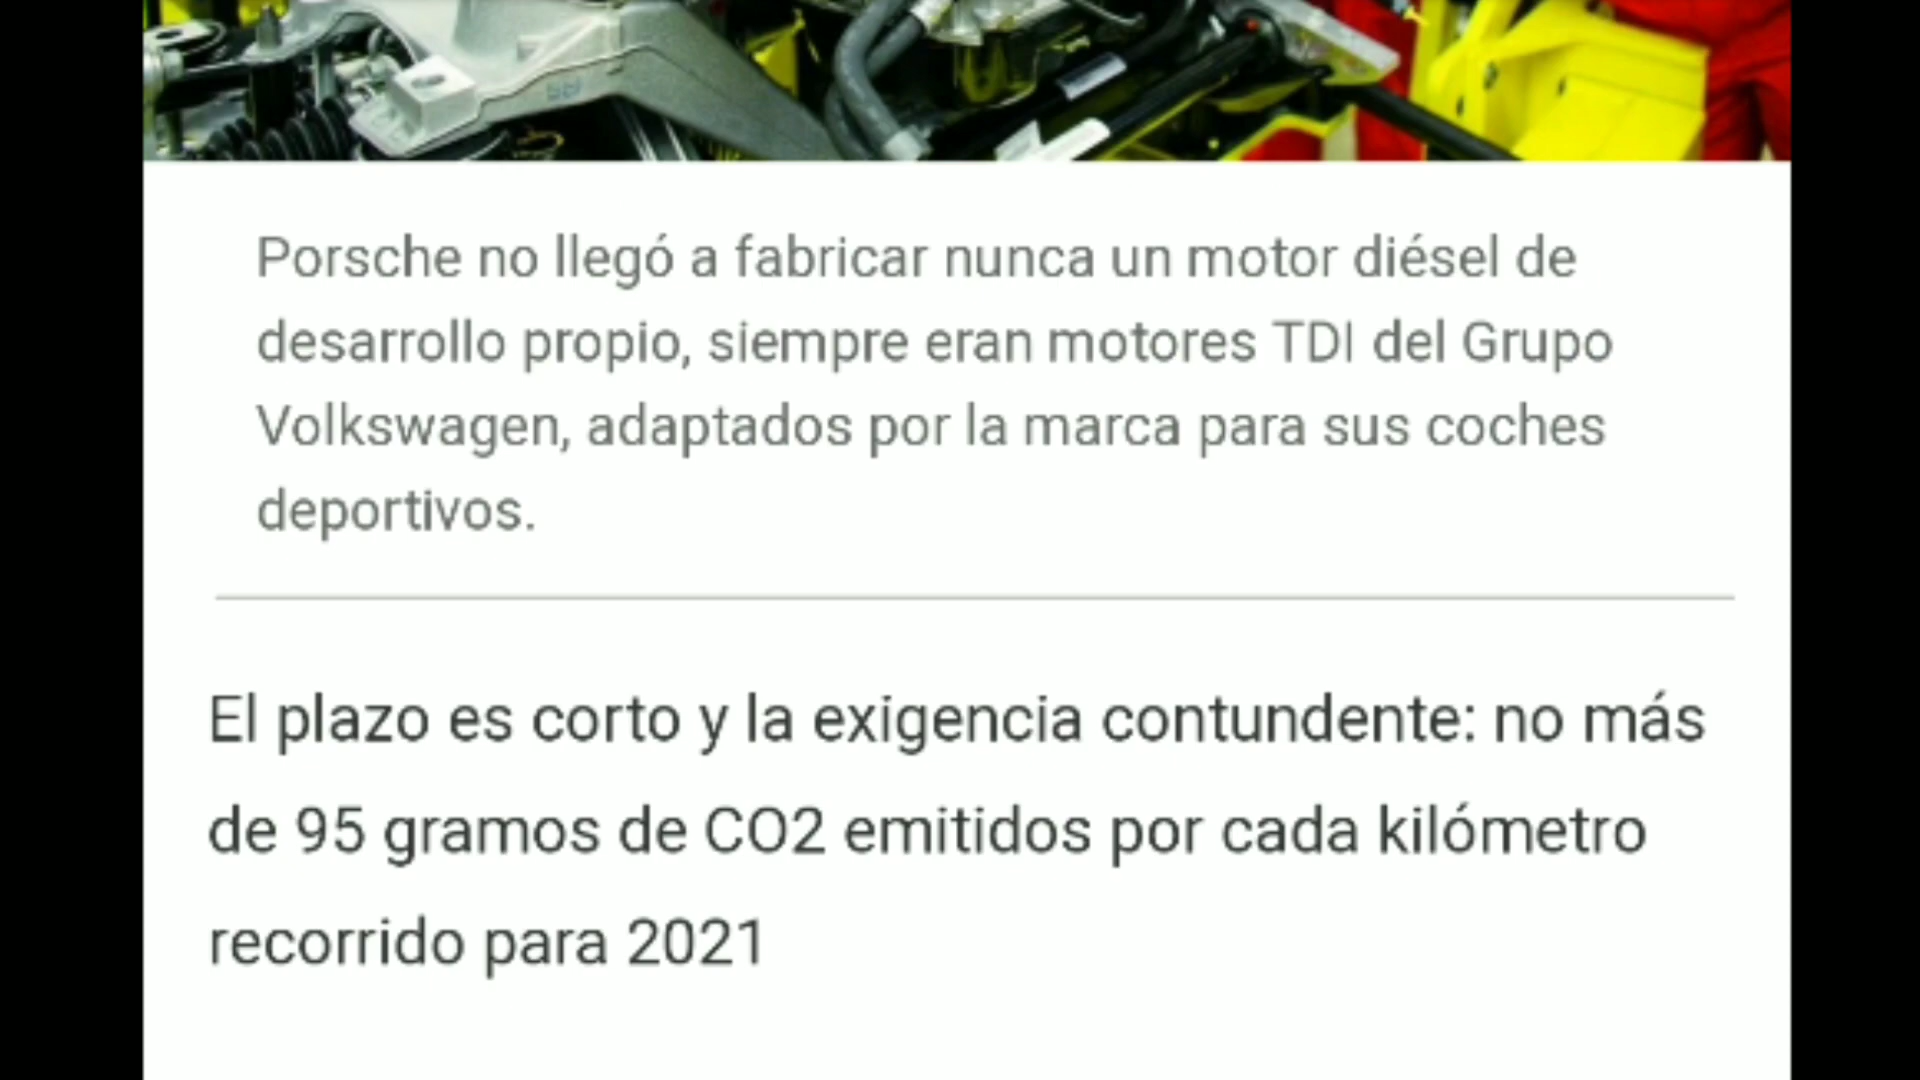 Porsche no llegó a fabricar nunca un motor diésel de
desarrollo propio, siempre eran motores TDI del Grupo
Volkswagen, adaptados por la marca para sus coches
deportivos.
El plazo es corto y la exigencia contundente: no más
de 95 gramos de CO2 emitidos por cada kilómetro
recorrido para 2021